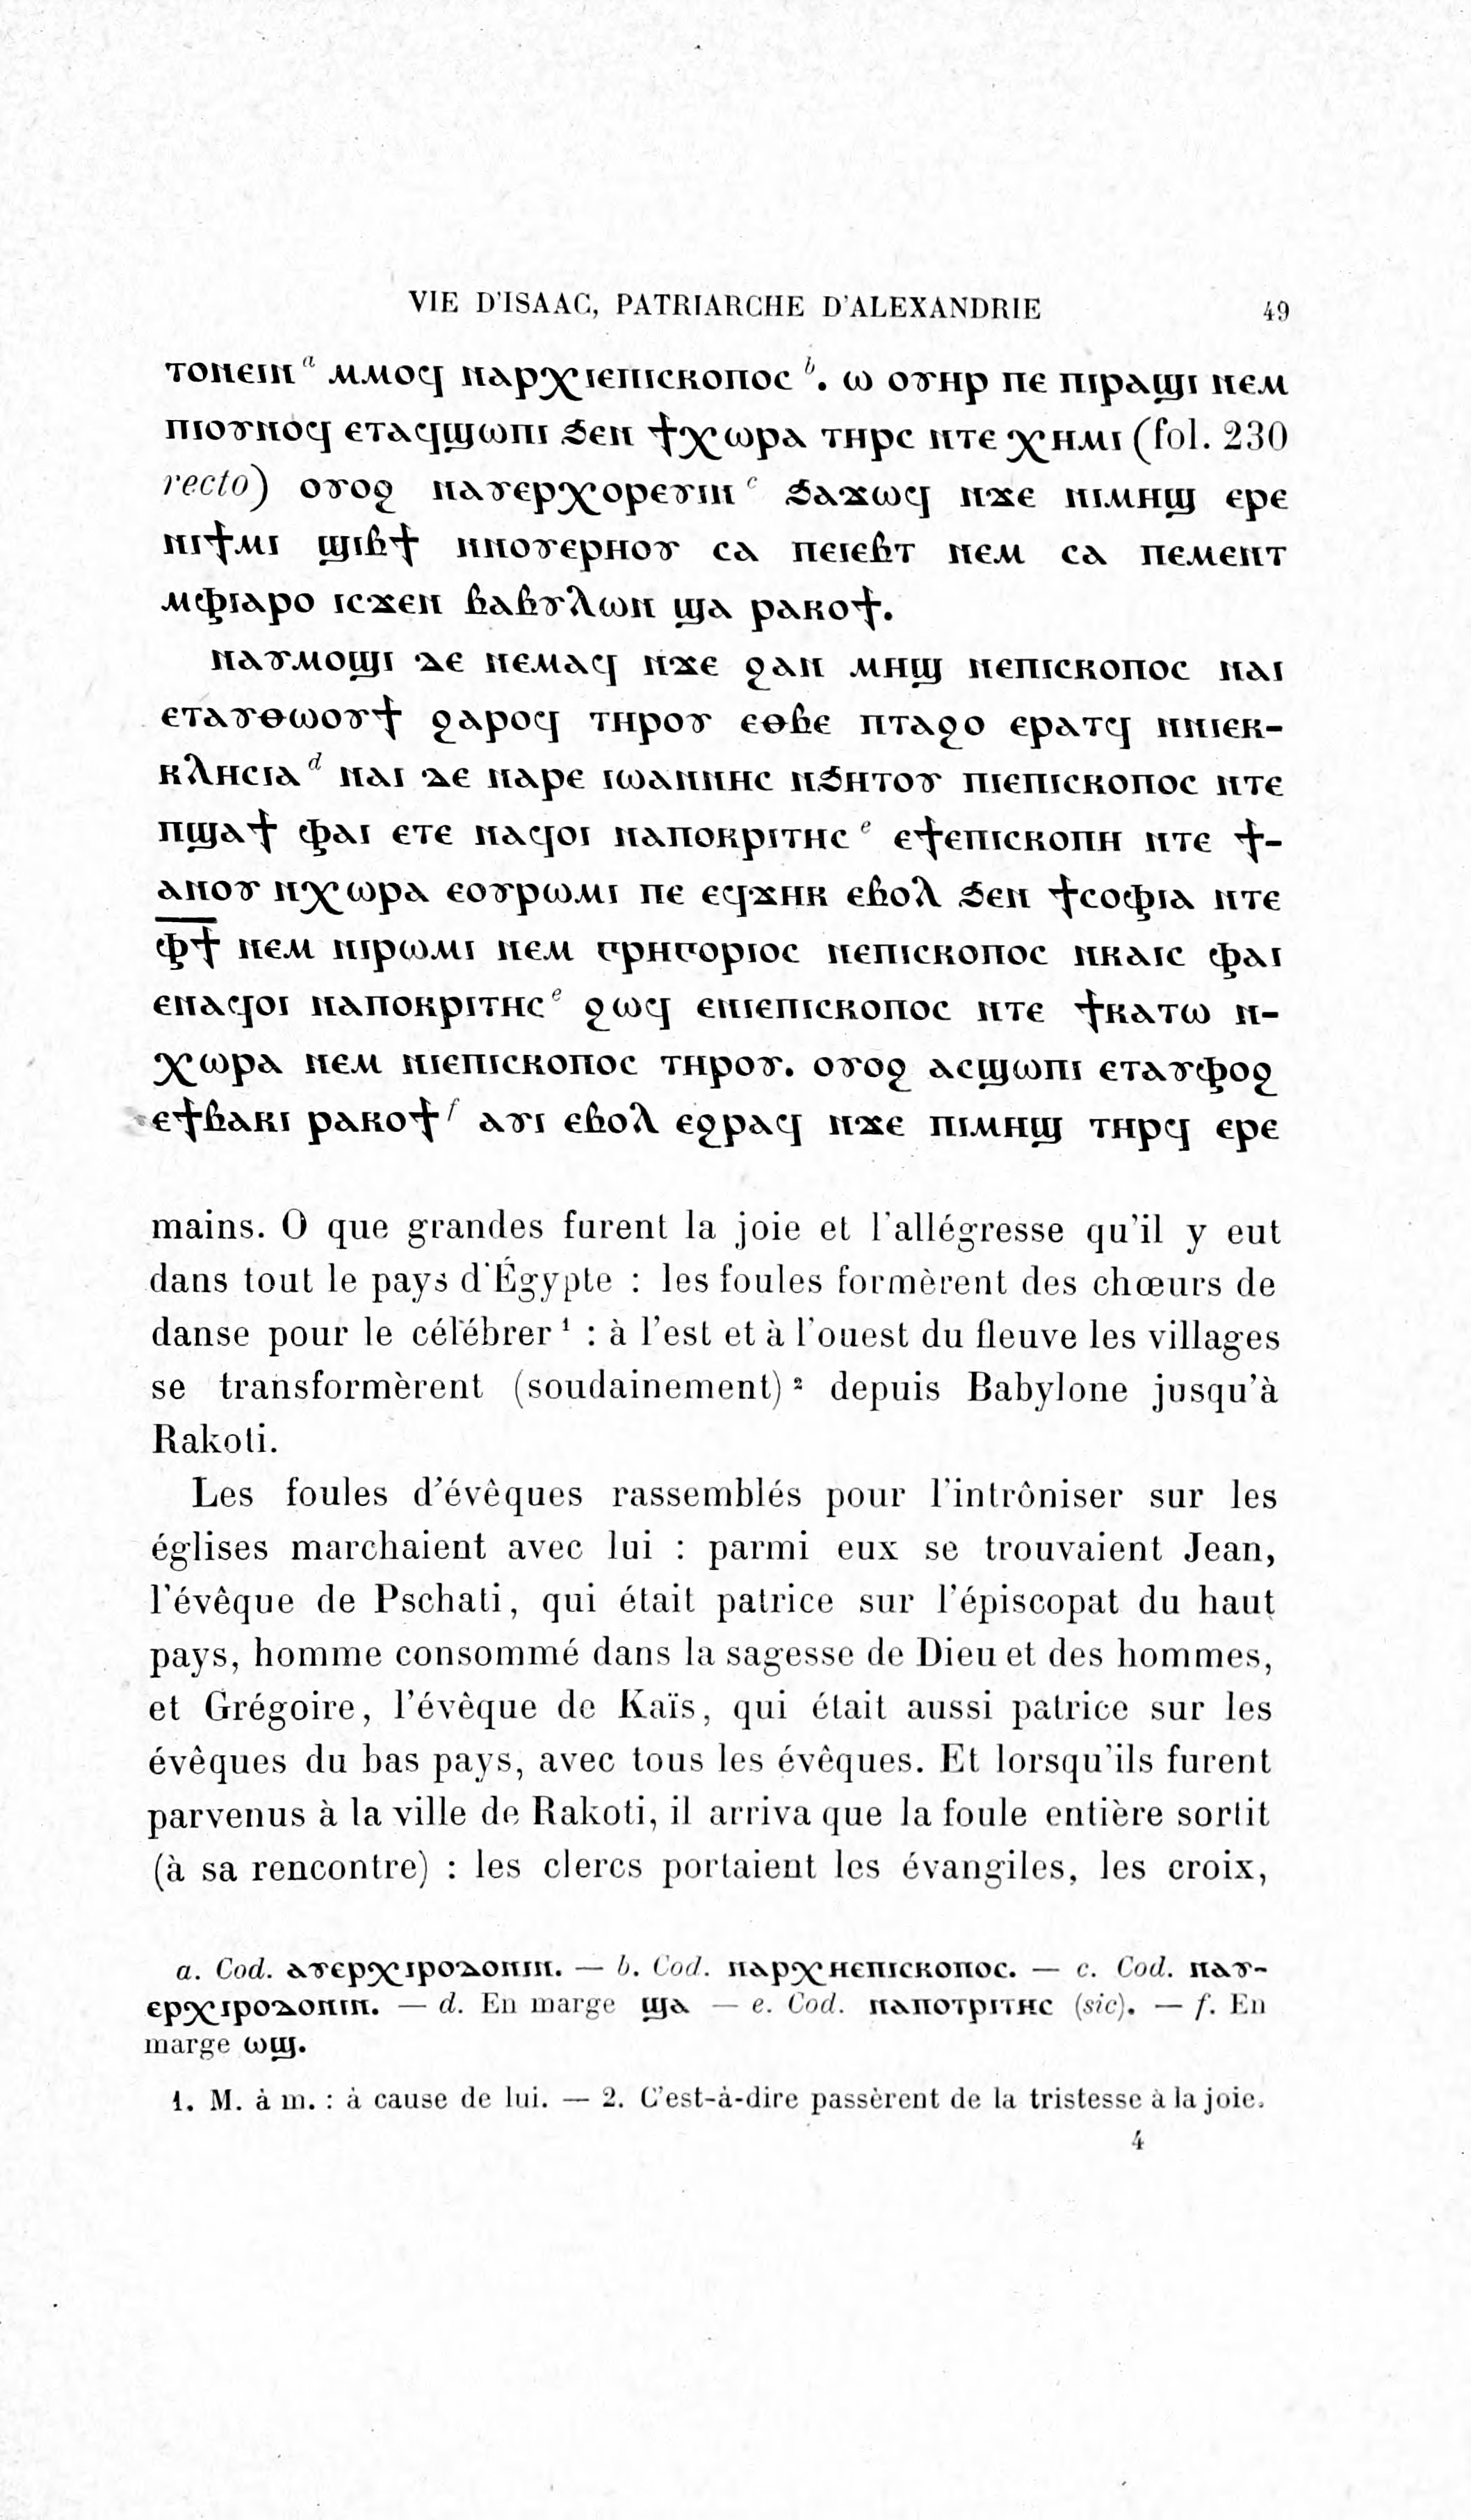 VIE D'ISAAC, PATRIARCHE D'ALEXANDRIE 49
ⲧⲟⲛⲉⲓⲛ a ⲙⲙⲟϥ ⲛⲁⲣⲭⲓⲉⲡⲓⲥⲕⲟⲡⲟⲥ b. ⲱ ⲟⲩⲏⲣ ⲡⲉ ⲡⲓⲣⲁϣⲓ ⲛⲉⲙ
ⲡⲓⲟⲩⲛⲟϥ ⲉⲧⲁϥϣⲱⲡⲓ ϧⲉⲛ ϯⲭⲱⲣⲁ ⲧⲏⲣⲥ ⲛⲧⲉ ⲭⲏⲙⲓ (fol. 230
recto) ⲟⲩⲟϩ ⲛⲁⲩⲉⲣⲭⲟⲣⲉⲩⲓⲛ c ϧⲁϫⲱϥ ⲛϫⲉ ⲛⲓⲙⲏϣ ⲉⲣⲉ
ⲛⲓϯⲙⲓ ϣⲓⲃϯ ⲛⲛⲟⲩⲉⲣⲏⲟⲩ ⲥⲁ ⲡⲉⲓⲉⲃⲧ ⲛⲉⲙ ⲥⲁ ⲡⲉⲙⲉⲛⲧ
ⲙⲫⲓⲁⲣⲟ ⲓⲥϫⲉⲛ ⲃⲁⲃⲩⲗⲱⲛ ϣⲁ ⲣⲁⲕⲟϯ.
ⲛⲁⲩⲙⲟϣⲓ ⲇⲉ ⲛⲉⲙⲁϥ ⲛϫⲉ ϩⲁⲛ ⲙⲏϣ ⲛⲉⲡⲓⲥⲕⲟⲡⲟⲥ ⲛⲁⲓ
ⲉⲧⲁⲩⲑⲱⲟⲩϯ ϩⲁⲣⲟϥ ⲧⲏⲣⲟⲩ ⲉⲑⲃⲉ ⲡⲧⲁϩⲟ ⲉⲣⲁⲧϥ ⲛⲛⲓⲉⲕ-
ⲕⲗⲏⲥⲓⲁ d ⲛⲁⲓ ⲇⲉ ⲛⲁⲣⲉ ⲓⲱⲁⲛⲛⲏⲥ ⲛϧⲏⲧⲟⲩ ⲡⲓⲉⲡⲓⲥⲕⲟⲡⲟⲥ ⲛⲧⲉ
ⲡϣⲁϯ ⲫⲁⲓ ⲉⲧⲉ ⲛⲁϥⲟⲓ ⲛⲁⲡⲟⲕⲣⲓⲧⲏⲥ e ⲉϯⲉⲡⲓⲥⲕⲟⲡⲏ ⲛⲧⲉ ϯ-
ⲁⲛⲟⲩ ⲛⲭⲱⲣⲁ ⲉⲟⲩⲣⲱⲙⲓ ⲡⲉ ⲉϥϫⲏⲕ ⲉⲃⲟⲗ ϧⲉⲛ ϯⲥⲟⲫⲓⲁ ⲛⲧⲉ
ⲫ̅ϯ̅ ⲛⲉⲙ ⲛⲓⲣⲱⲙⲓ ⲛⲉⲙ ⲅⲣⲏⲅⲟⲣⲓⲟⲥ ⲛⲉⲡⲓⲥⲕⲟⲡⲟⲥ ⲛⲕⲁⲓⲥ ⲫⲁⲓ
ⲉⲛⲁϥⲟⲓ ⲛⲁⲡⲟⲕⲣⲓⲧⲏⲥ e ϩⲱϥ ⲉⲛⲓⲉⲡⲓⲥⲕⲟⲡⲟⲥ ⲛⲧⲉ ϯⲕⲁⲧⲱ ⲛ-
ⲭⲱⲣⲁ ⲛⲉⲙ ⲛⲓⲉⲡⲓⲥⲕⲟⲡⲟⲥ ⲧⲏⲣⲟⲩ. ⲟⲩⲟϩ ⲁⲥϣⲱⲡⲓ ⲉⲧⲁⲩⲫⲟϩ
ⲉϯⲃⲁⲕⲓ ⲣⲁⲕⲟϯ f ⲁⲩⲓ ⲉⲃⲟⲗ ⲉϩⲣⲁϥ ⲛϫⲉ ⲡⲓⲙⲏϣ ⲧⲏⲣϥ ⲉⲣⲉ
mains. O que grandes furent la joie et l'allégresse qu'il y eut
dans tout le pays d'Égypte : les foules formèrent des chœurs de
danse pour le célébrer ¹ : à l'est et à l'ouest du fleuve les villages
se transformèrent (soudainement) ² depuis Babylone jusqu'à
Rakoti.
Les foules d'évêques rassemblés pour l'intrôniser sur les
églises marchaient avec lui : parmi eux se trouvaient Jean,
l'évêque de Pschati, qui était patrice sur l'épiscopat du haut
pays, homme consommé dans la sagesse de Dieu et des hommes,
et Grégoire, l'évêque de Kaïs, qui était aussi patrice sur les
évêques du bas pays, avec tous les évêques. Et lorsqu'ils furent
parvenus à la ville de Rakoti, il arriva que la foule entière sortit
(à sa rencontre) : les clercs portaient les évangiles, les croix,
a. Cod. ⲁⲩⲉⲣⲭⲓⲣⲟⲇⲟⲛⲓⲛ. — b. Cod. ⲛⲁⲣⲭⲏⲉⲡⲓⲥⲕⲟⲡⲟⲥ. — c. Cod. ⲛⲁⲩ-
ⲉⲣⲭⲓⲣⲟⲇⲟⲛⲓⲛ. — d. En marge ϣⲁ — e. Cod. ⲛⲁⲡⲟⲧⲣⲓⲧⲏⲥ (sic). — f. En
marge ⲱϣ.
1. M. à m. : à cause de lui. — 2. C'est-à-dire passèrent de la tristesse à la joie.
4